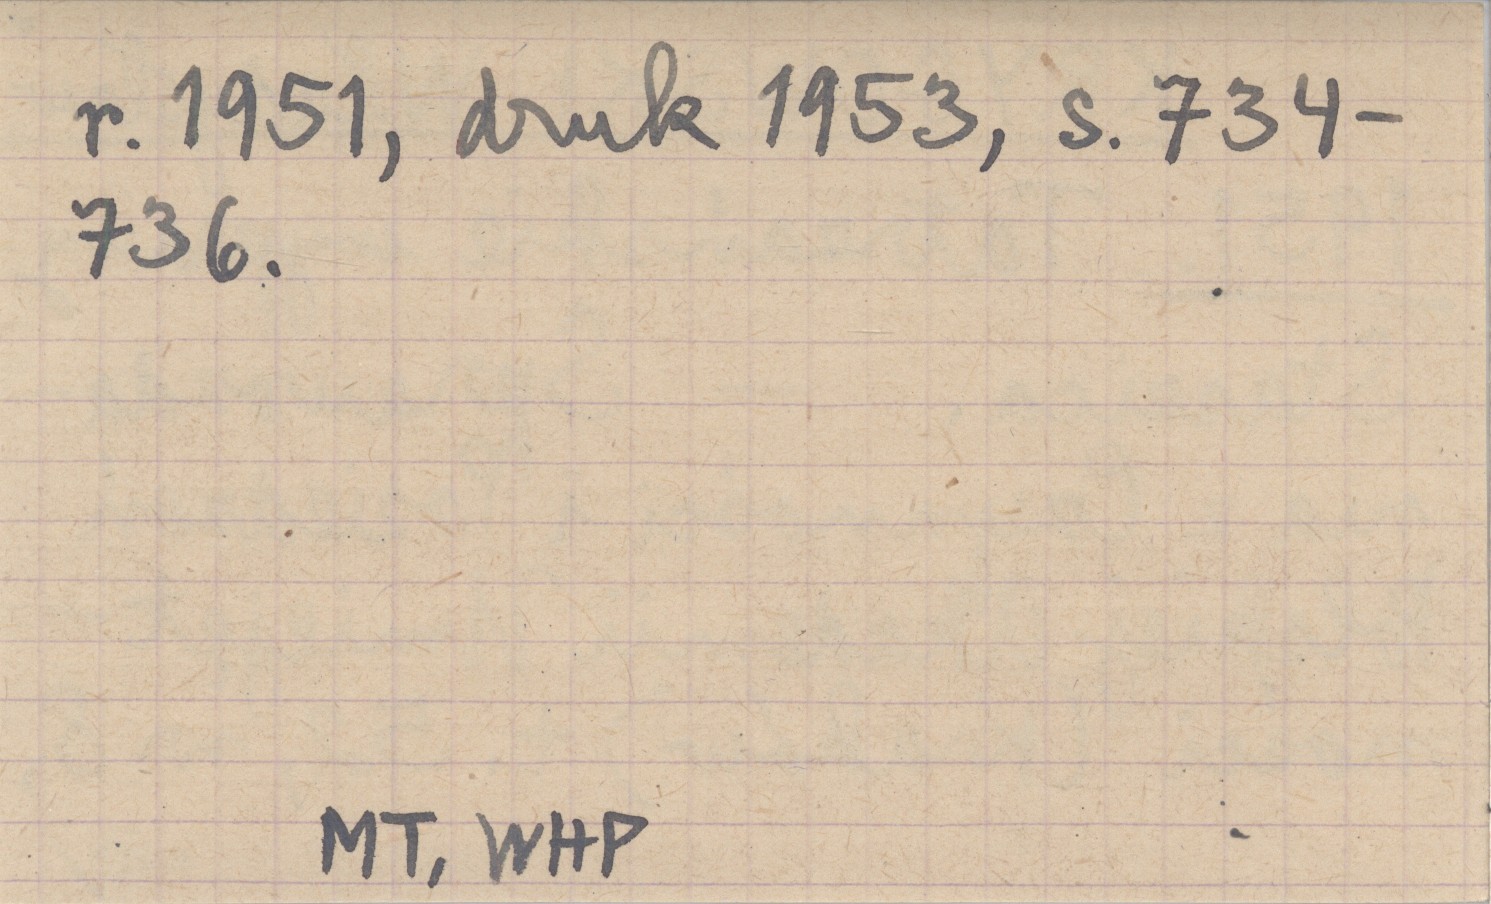 r. 1951, druk 1953, s. 734-
736.
MT, WHP